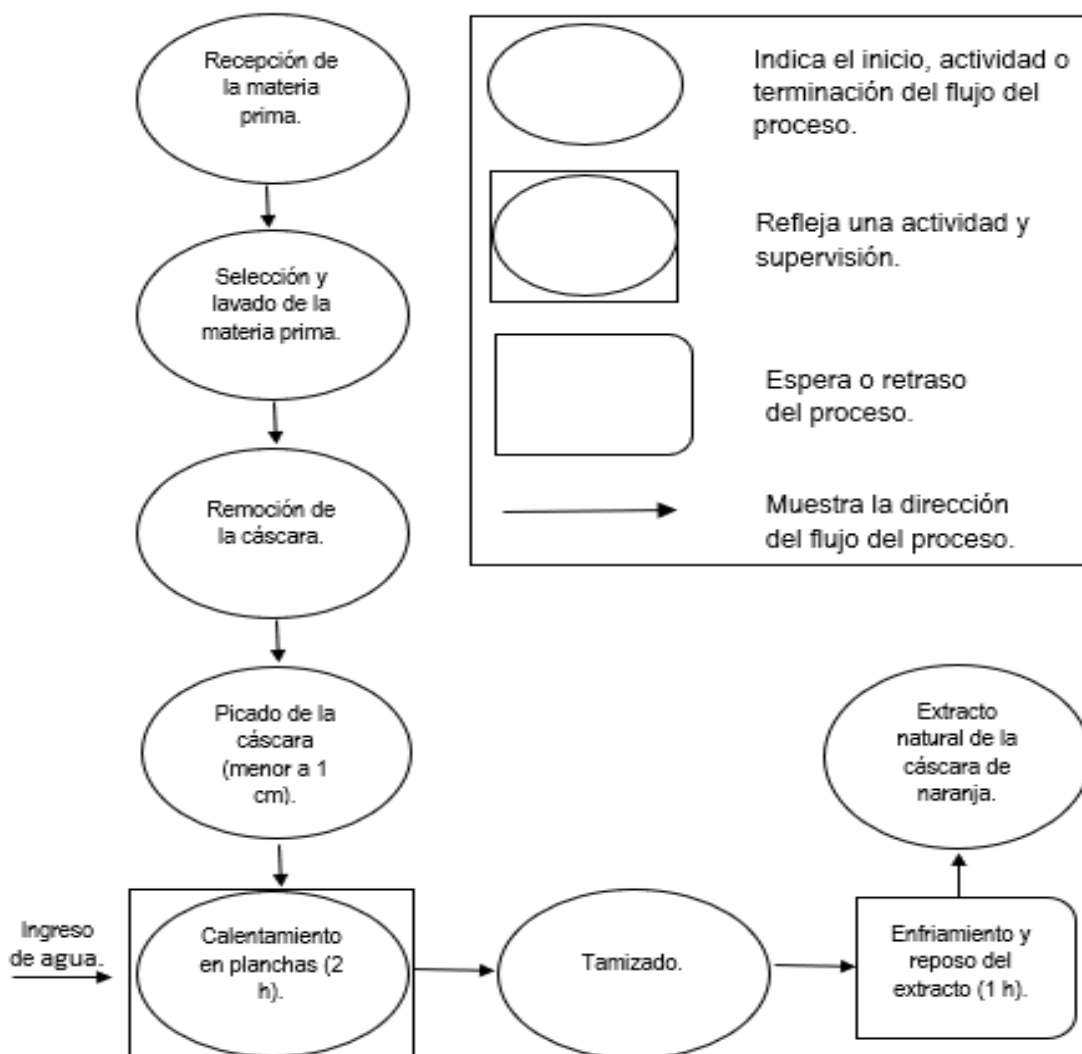 Recepción de
la materia
prima.
Selección y
lavado de la
materia prima.
Remoción de
la cáscara.
Picado de la
cáscara
(menor a 1
cm).
Ingreso
de agua.
Calentamiento
en planchas (2
h).
Tamizado.
Enfriamiento y
reposo del
extracto (1 h).
Extracto
natural de la
cáscara de
naranja.
Indica el inicio, actividad o
terminación del flujo del
proceso.
Refleja una actividad y
supervisión.
Espera o retraso
del proceso.
Muestra la dirección
del flujo del proceso.